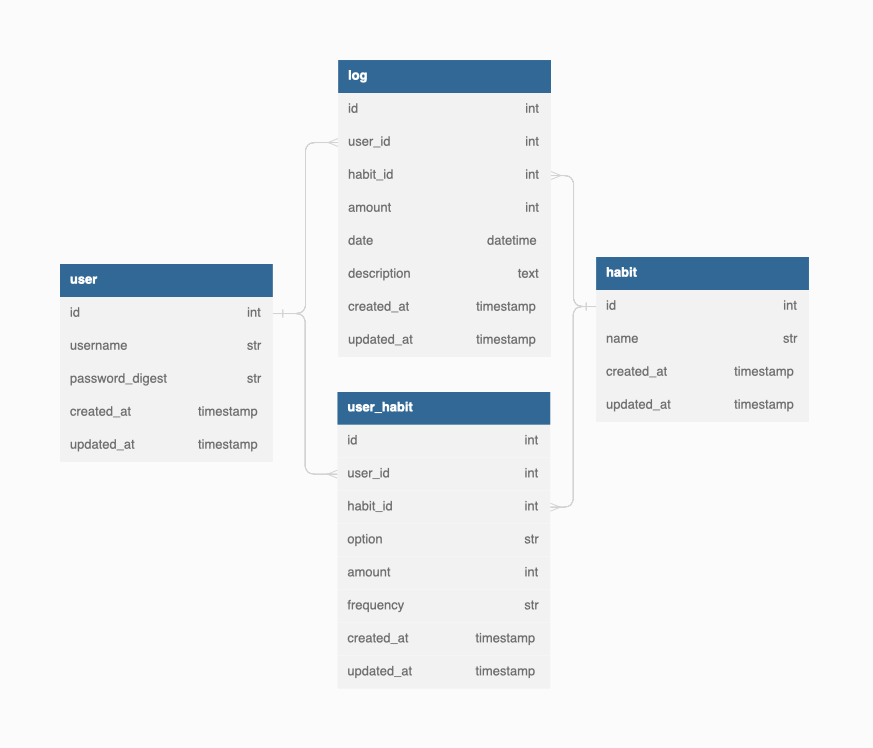 log
id int
user_id int
habit_id int
amount int
date datetime
description text
created_at timestamp
updated_at timestamp
user
id int
username str
password_digest str
created_at timestamp
updated_at timestamp
habit
id int
name str
created_at timestamp
updated_at timestamp
user_habit
id int
user_id int
habit_id int
option str
amount int
frequency str
created_at timestamp
updated_at timestamp